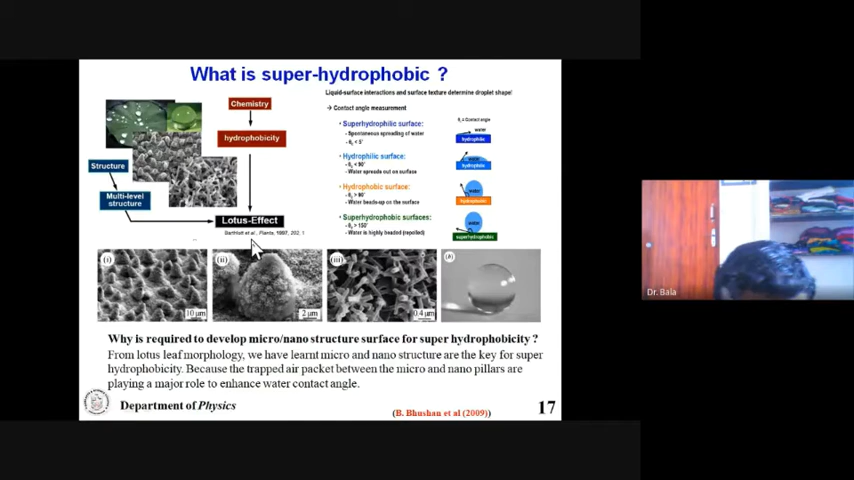 What is super-hydrophobic ?
Liquid-surface interactions and surface texture determine droplet shape!
Chemistry
→ Contact angle measurement
θc = Contact angle
hydrophobicity
• Superhydrophilic surface:
- Spontaneous spreading of water
- θc < 5°
water
hydrophilic
Structure
• Hydrophilic surface:
- θc < 90°
- Water spreads out on surface
water
hydrophilic
Multi-level
structure
• Hydrophobic surface:
- θc > 90°
- Water beads-up on the surface
water
hydrophobic
Lotus-Effect
Barthlott et al., Planta, 1997, 202, 1
• Superhydrophobic surfaces:
- θc > 150°
- Water is highly beaded (repelled)
water
superhydrophobic
(i)
10 μm
(ii)
2 μm
(iii)
0.4 μm
Why is required to develop micro/nano structure surface for super hydrophobicity ?
From lotus leaf morphology, we have learnt micro and nano structure are the key for super
hydrophobicity. Because the trapped air packet between the micro and nano pillars are
playing a major role to enhance water contact angle.
Department of Physics
(B. Bhushan et al (2009))
17
Dr. Bala